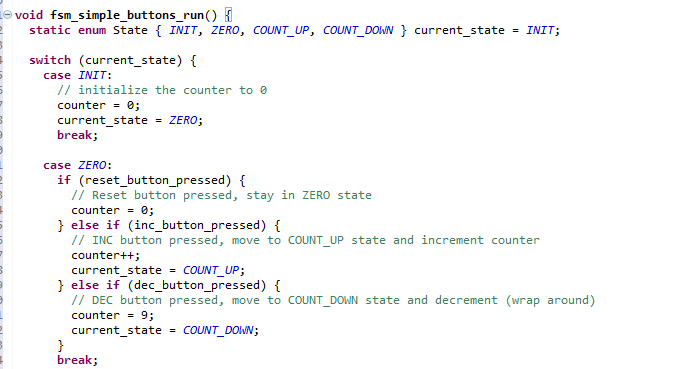 void fsm_simple_buttons_run() {
  static enum State { INIT, ZERO, COUNT_UP, COUNT_DOWN } current_state = INIT;

  switch (current_state) {
    case INIT:
      // initialize the counter to 0
      counter = 0;
      current_state = ZERO;
      break;

    case ZERO:
      if (reset_button_pressed) {
        // Reset button pressed, stay in ZERO state
        counter = 0;
      } else if (inc_button_pressed) {
        // INC button pressed, move to COUNT_UP state and increment counter
        counter++;
        current_state = COUNT_UP;
      } else if (dec_button_pressed) {
        // DEC button pressed, move to COUNT_DOWN state and decrement (wrap around)
        counter = 9;
        current_state = COUNT_DOWN;
      }
      break;